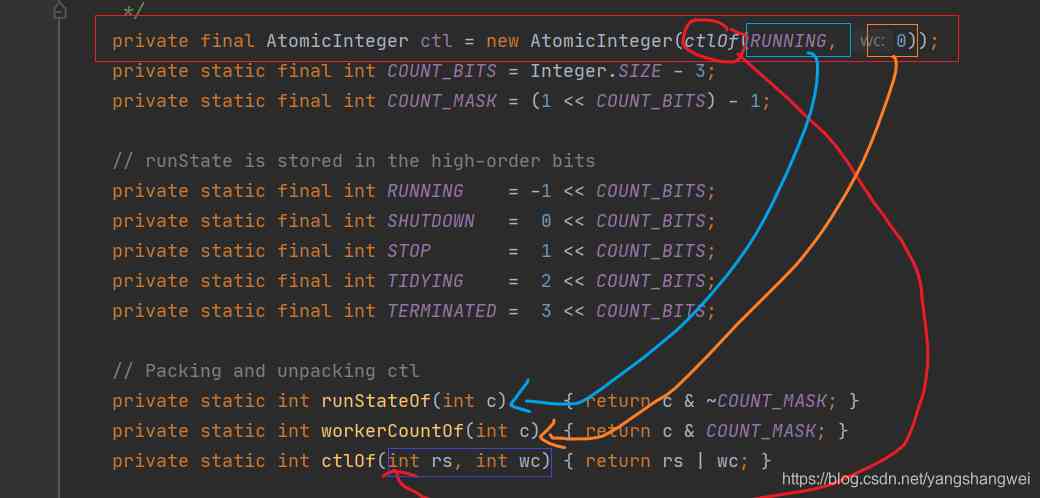 */
private final AtomicInteger ctl = new AtomicInteger(ctlOf(RUNNING, wc: 0));
private static final int COUNT_BITS = Integer.SIZE - 3;
private static final int COUNT_MASK = (1 << COUNT_BITS) - 1;
// runState is stored in the high-order bits
private static final int RUNNING    = -1 << COUNT_BITS;
private static final int SHUTDOWN   =  0 << COUNT_BITS;
private static final int STOP       =  1 << COUNT_BITS;
private static final int TIDYING    =  2 << COUNT_BITS;
private static final int TERMINATED =  3 << COUNT_BITS;
// Packing and unpacking ctl
private static int runStateOf(int c)     { return c & ~COUNT_MASK; }
private static int workerCountOf(int c)  { return c & COUNT_MASK; }
private static int ctlOf(int rs, int wc) { return rs | wc; }
https://blog.csdn.net/yangshangwei